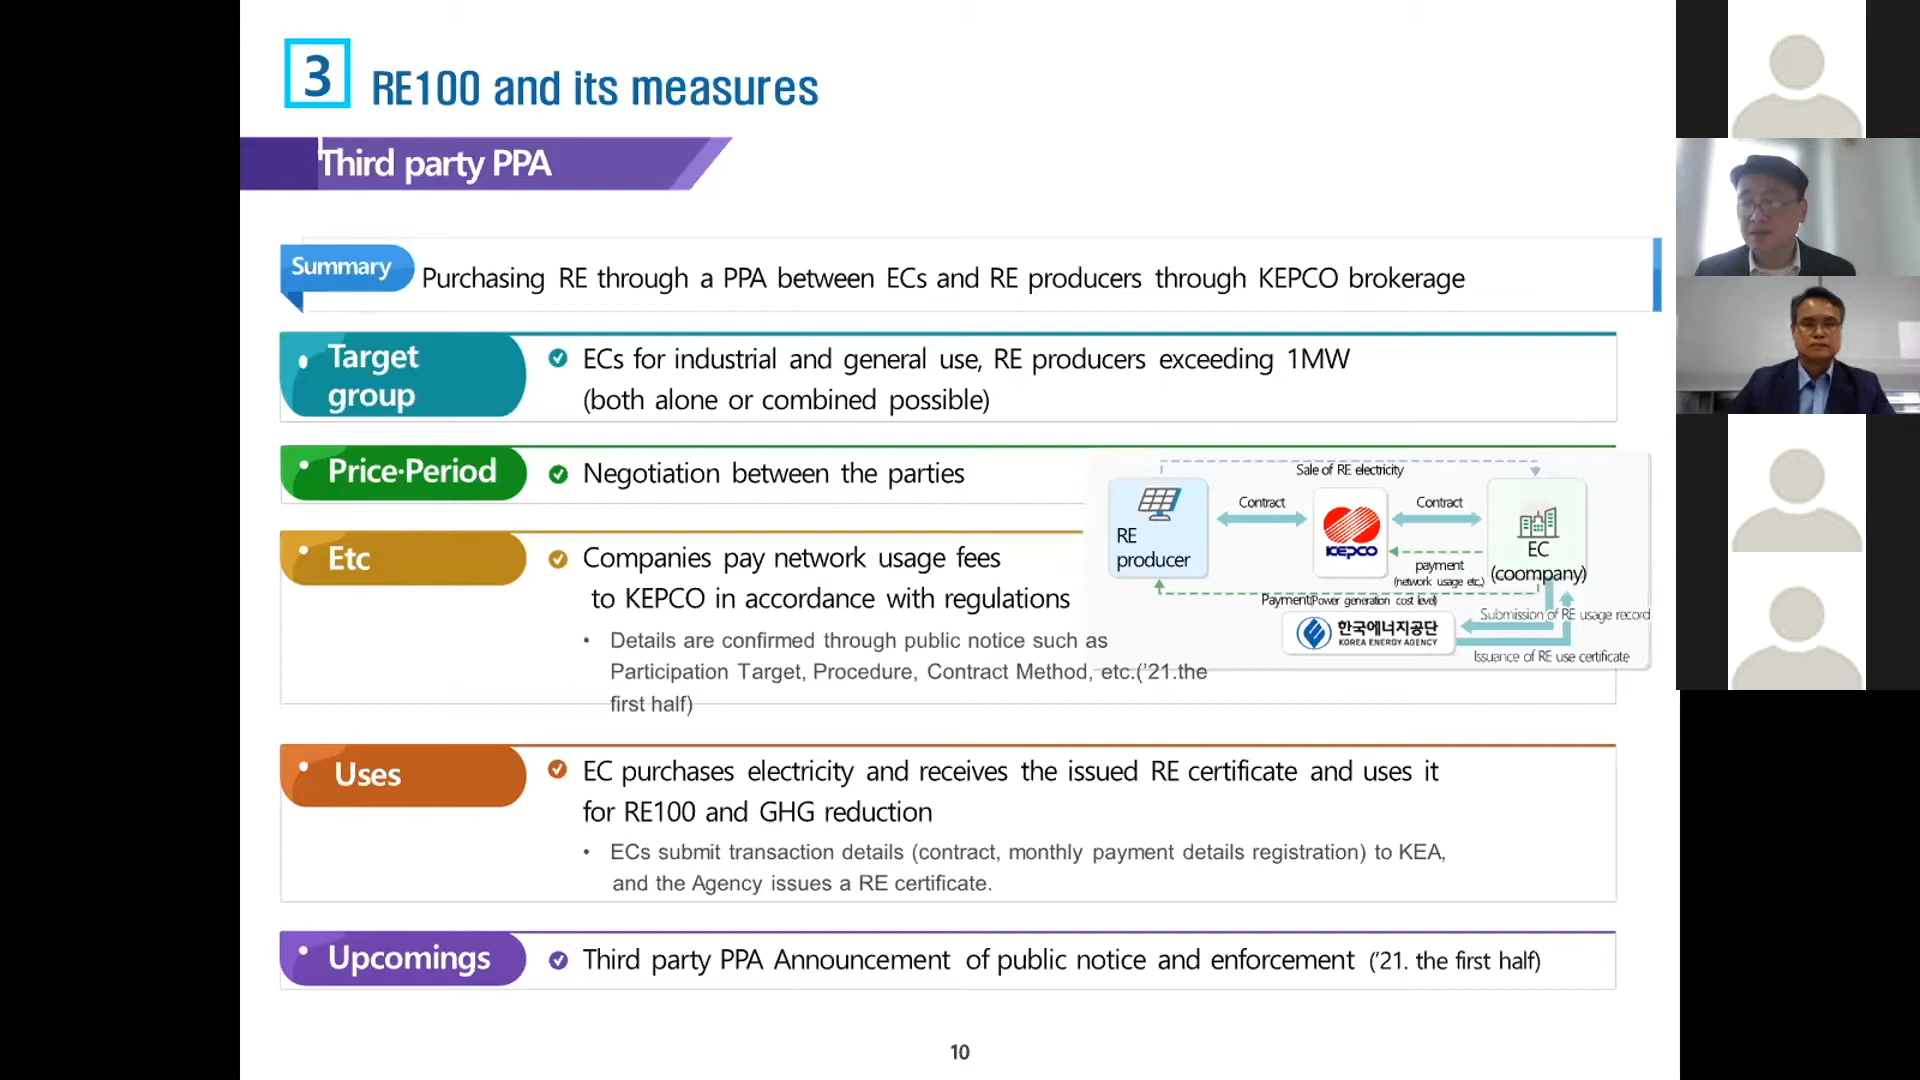 3 RE100 and its measures
Third party PPA
Summary
Purchasing RE through a PPA between ECs and RE producers through KEPCO brokerage
• Target
group
ECs for industrial and general use, RE producers exceeding 1MW
(both alone or combined possible)
• Price·Period
Negotiation between the parties
• Etc
Companies pay network usage fees
to KEPCO in accordance with regulations
• Details are confirmed through public notice such as
Participation Target, Procedure, Contract Method, etc.('21.the
first half)
Sale of RE electricity
RE
producer
Contract
KEPCO
Contract
EC
(coompany)
payment
(network usage etc,)
Payment(Power generation cost level)
한국에너지공단
KOREA ENERGY AGENCY
Submission of RE usage record
Issuance of RE use certificate
• Uses
EC purchases electricity and receives the issued RE certificate and uses it
for RE100 and GHG reduction
• ECs submit transaction details (contract, monthly payment details registration) to KEA,
and the Agency issues a RE certificate.
• Upcomings
Third party PPA Announcement of public notice and enforcement ('21. the first half)
10